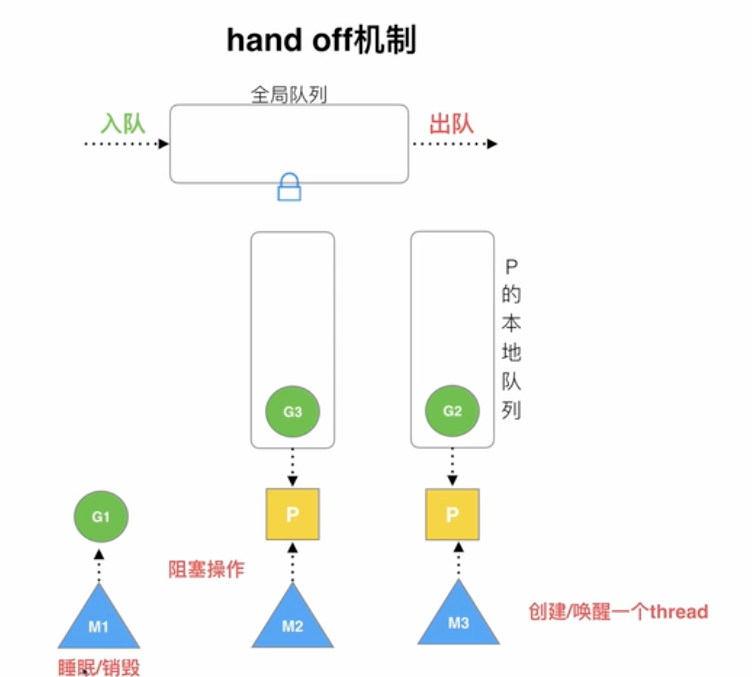 hand off机制
全局队列
入队
出队
P
的
本
地
队
列
G3
G2
G1
P
P
阻塞操作
M1
M2
M3
创建/唤醒一个thread
睡眠/销毁